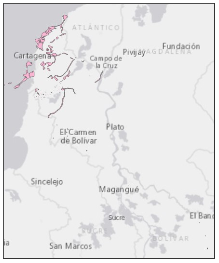 ATLÁNTICO
Cartagena
Pivijay
Fundación
MAGDALENA
Campo de
la Cruz
El Carmen
de Bolívar
Plato
Sincelejo
Magangué
Sucre
SUCRE
El Banco
BOLÍVAR
San Marcos